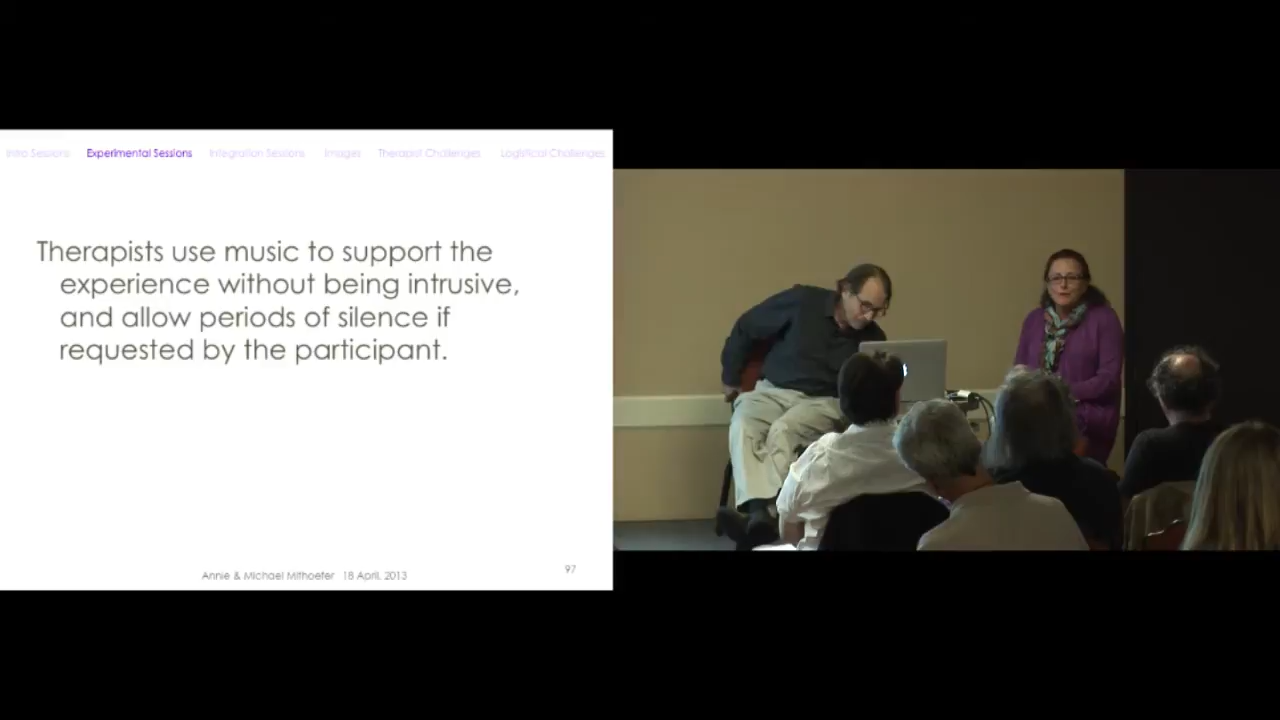 Intro Sessions Experimental Sessions Integration Sessions Images Therapist Challenges Logistical Challenges
Therapists use music to support the
experience without being intrusive,
and allow periods of silence if
requested by the participant.
Annie & Michael Mithoefer 18 April, 2013
97